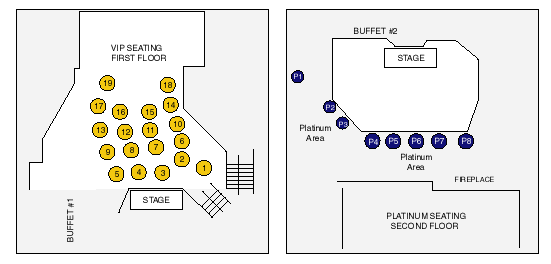 VIP SEATING
FIRST FLOOR
19
18
17
16
15
14
13
12
11
10
9
8
7
6
5
4
3
2
1
STAGE
BUFFET #1
BUFFET #2
STAGE
P1
P2
P3
Platinum
Area
P4
P5
P6
P7
P8
Platinum
Area
FIREPLACE
PLATINUM SEATING
SECOND FLOOR